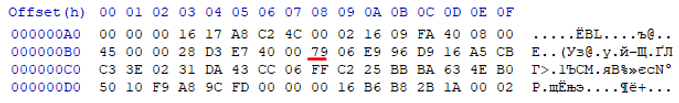 Offset(h) 00 01 02 03 04 05 06 07 08 09 0A 0B 0C 0D 0E 0F
000000A0 00 00 00 16 17 A8 C2 4C 00 02 16 09 FA 40 08 00 .....ЁВL....ъ@..
000000B0 45 00 00 28 D3 E7 40 00 79 06 E9 96 D9 16 A5 CB E..(Уз@.y.й–Щ.ҐЛ
000000C0 C3 3E 02 31 DA 43 CC 06 FF C2 25 BB BA 63 4E B0 Г>.1ЪCМ.яВ%»єcN°
000000D0 50 10 F9 A8 9C FD 00 00 00 16 B6 B8 2B 1A 00 02 P.щЁњэ....¶ё+...